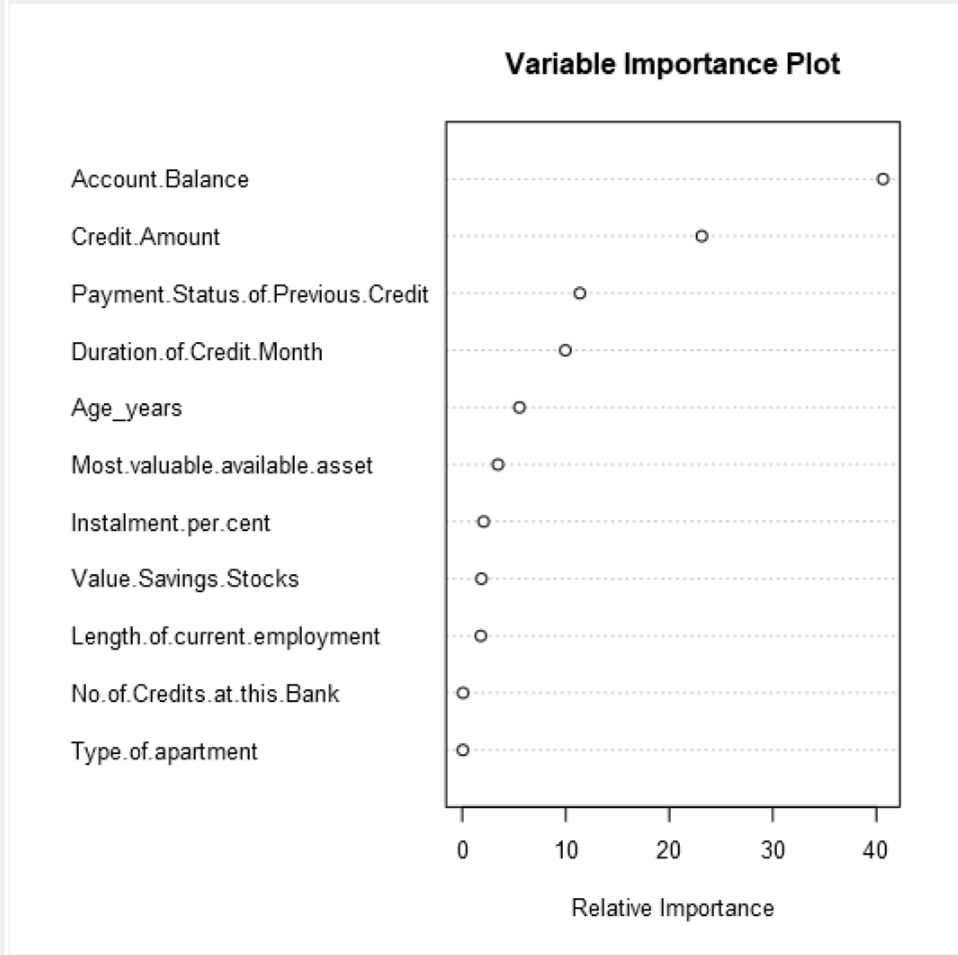 Variable Importance Plot
Account.Balance
Credit.Amount
Payment.Status.of.Previous.Credit
Duration.of.Credit.Month
Age_years
Most.valuable.available.asset
Instalment.per.cent
Value.Savings.Stocks
Length.of.current.employment
No.of.Credits.at.this.Bank
Type.of.apartment
0 10 20 30 40
Relative Importance